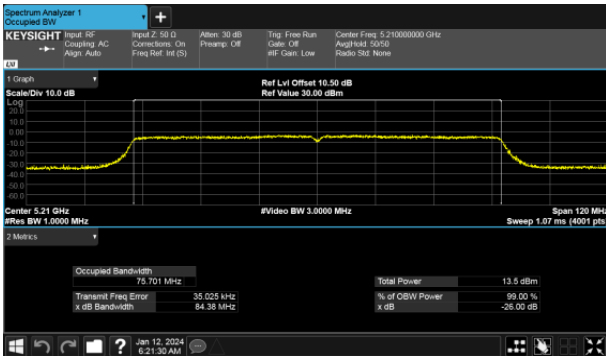 Spectrum Analyzer 1
Occupied BW
KEYSIGHT
Input: RF
Coupling: AC
Align: Auto
Input Z: 50 Ω
Corrections: On
Freq Ref: Int (S)
Atten: 30 dB
Preamp: Off
Trig: Free Run
Gate: Off
#IF Gain: Low
Center Freq: 5.210000000 GHz
Avg|Hold: 50/50
Radio Std: None
LXI
1 Graph
Scale/Div 10.0 dB
Ref Lvl Offset 10.50 dB
Ref Value 30.00 dBm
Log
20.0
10.0
0.00
-10.0
-20.0
-30.0
-40.0
-50.0
-60.0
Center 5.21 GHz
#Video BW 3.0000 MHz
Span 120 MHz
#Res BW 1.0000 MHz
Sweep 1.07 ms (4001 pts
2 Metrics
Occupied Bandwidth
75.701 MHz
Total Power 13.5 dBm
Transmit Freq Error 35.025 kHz
% of OBW Power 99.00 %
x dB Bandwidth 84.38 MHz
x dB -26.00 dB
Jan 12, 2024
6:21:30 AM